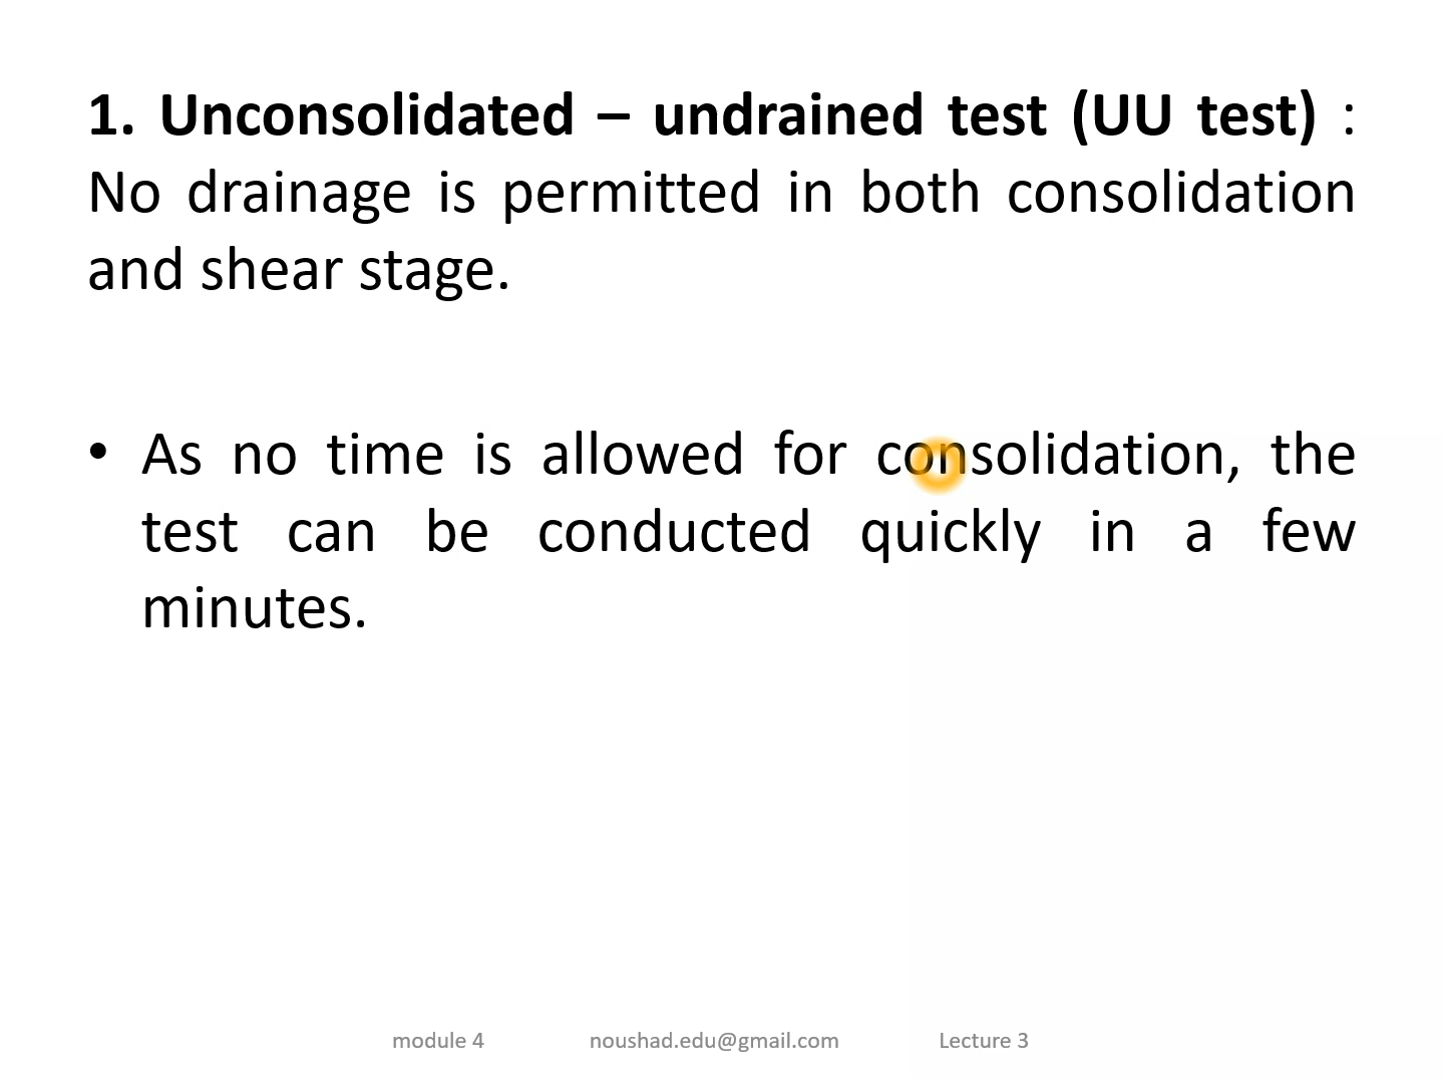 1. Unconsolidated – undrained test (UU test) :
No drainage is permitted in both consolidation
and shear stage.
• As no time is allowed for consolidation, the
test can be conducted quickly in a few
minutes.
module 4 noushad.edu@gmail.com Lecture 3